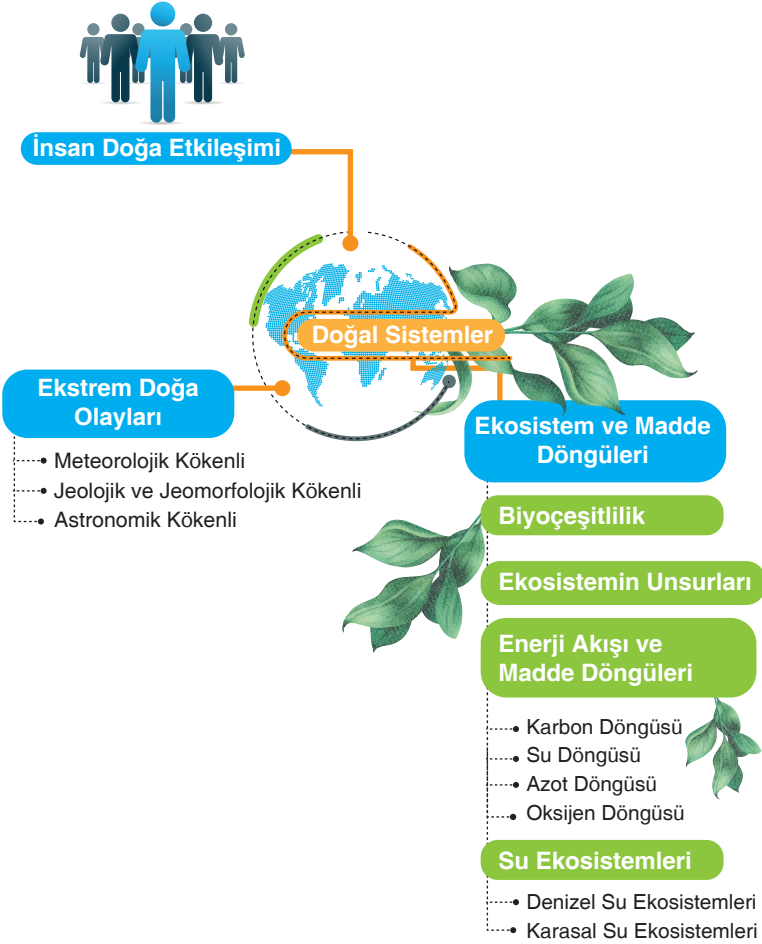 İnsan Doğa Etkileşimi
Doğal Sistemler
Ekstrem Doğa
Olayları
Meteorolojik Kökenli
Jeolojik ve Jeomorfolojik Kökenli
Astronomik Kökenli
Ekosistem ve Madde
Döngüleri
Biyoçeşitlilik
Ekosistemin Unsurları
Enerji Akışı ve
Madde Döngüleri
Karbon Döngüsü
Su Döngüsü
Azot Döngüsü
Oksijen Döngüsü
Su Ekosistemleri
Denizel Su Ekosistemleri
Karasal Su Ekosistemleri